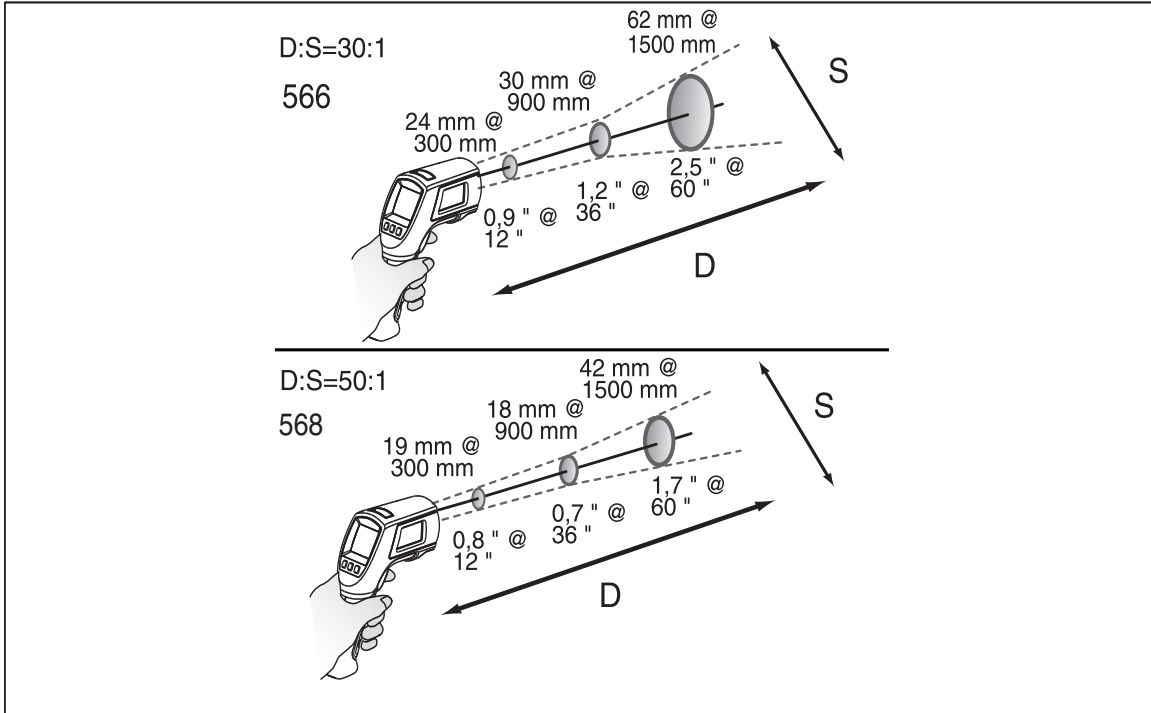 D:S=30:1
566
62 mm @
1500 mm
30 mm @
900 mm
24 mm @
300 mm
S
0,9 " @
12 "
1,2 " @
36 "
2,5 " @
60 "
D
D:S=50:1
568
42 mm @
1500 mm
18 mm @
900 mm
19 mm @
300 mm
S
0,8 " @
12 "
0,7 " @
36 "
1,7 " @
60 "
D